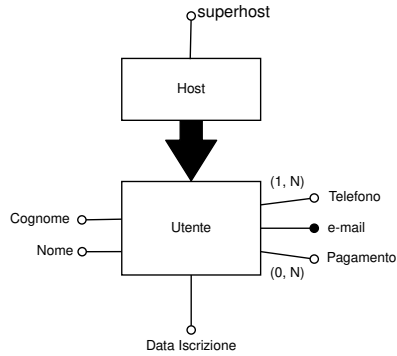 superhost
Host
(1, N)
Telefono
Cognome
Utente
e-mail
Nome
Pagamento
(0, N)
Data Iscrizione